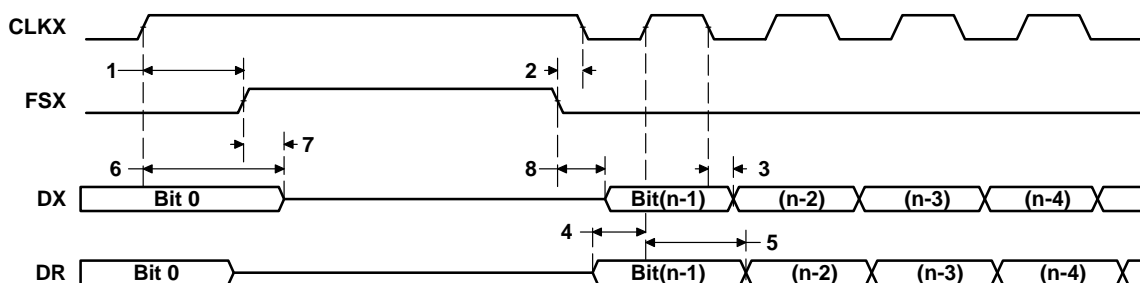 CLKX
1 2
FSX
7
6 8 3
DX Bit 0 Bit(n-1) (n-2) (n-3) (n-4)
4 5
DR Bit 0 Bit(n-1) (n-2) (n-3) (n-4)